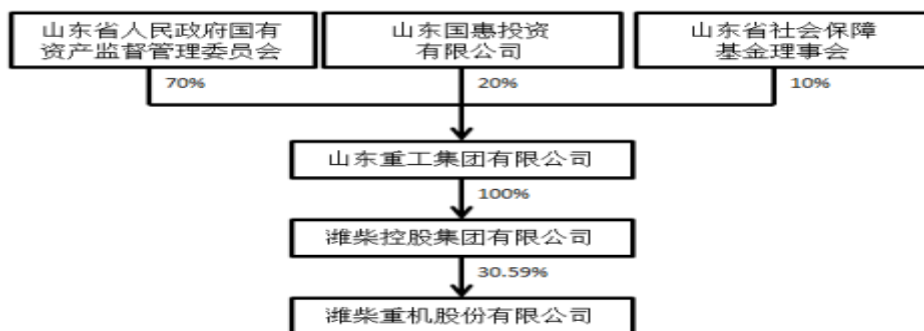 山东省人民政府国有
资产监督管理委员会
山东国惠投资
有限公司
山东省社会保障
基金理事会
70%
20%
10%
山东重工集团有限公司
100%
潍柴控股集团有限公司
30.59%
潍柴重机股份有限公司